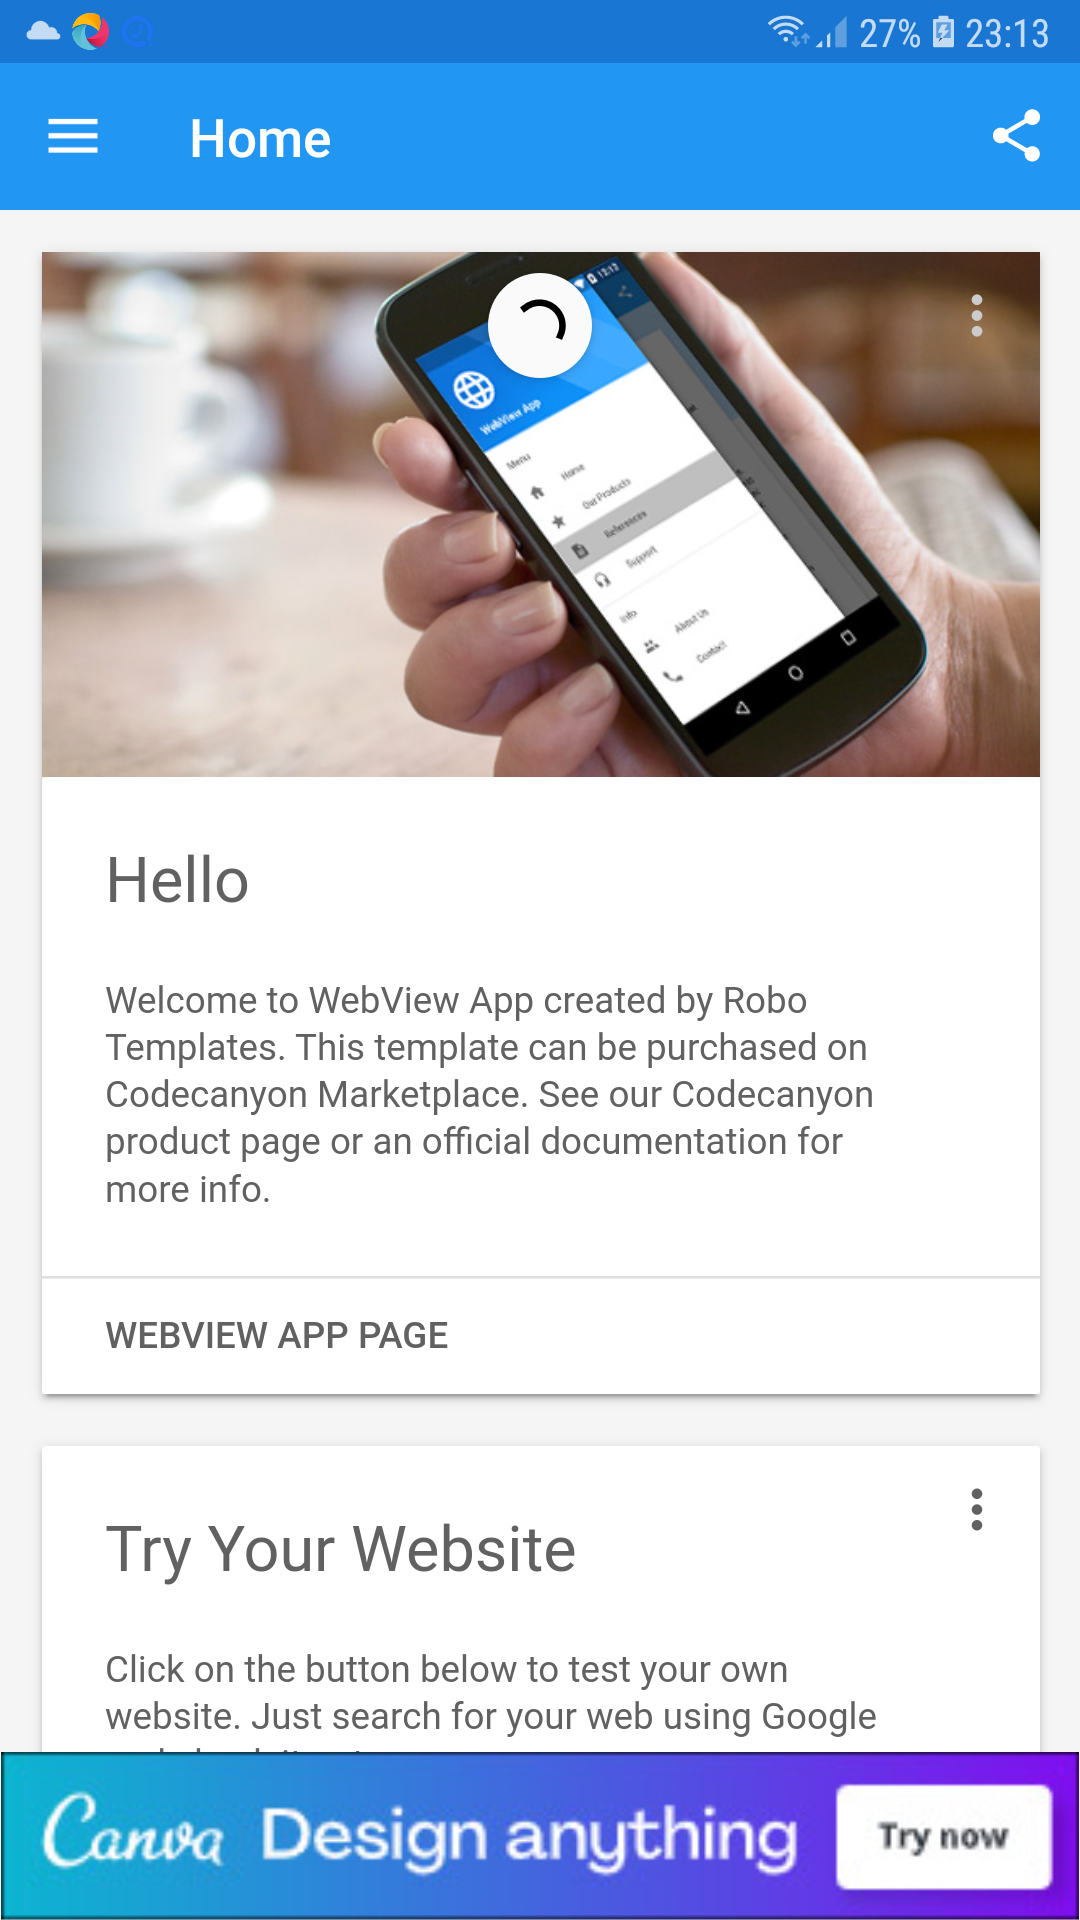 27% 23:13
Home
12:12
WebView App
Menu
Home
Our Products
References
Support
Info
About Us
Contact
Hello
Welcome to WebView App created by Robo
Templates. This template can be purchased on
Codecanyon Marketplace. See our Codecanyon
product page or an official documentation for
more info.
WEBVIEW APP PAGE
Try Your Website
Click on the button below to test your own
website. Just search for your web using Google
Canva Design anything Try now